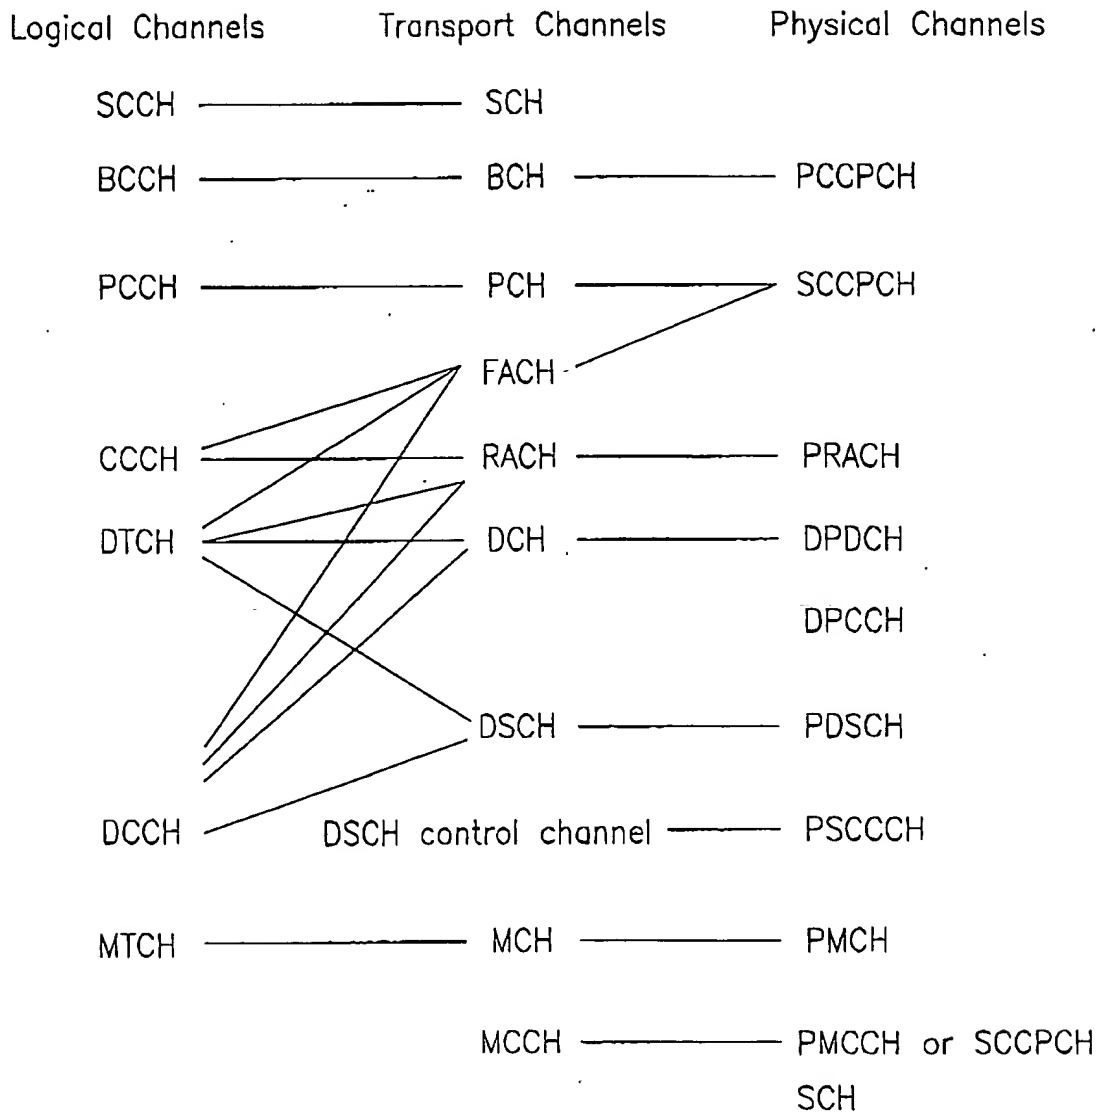 Logical Channels Transport Channels Physical Channels
SCCH SCH
BCCH BCH PCCPCH
PCCH PCH SCCPCH
FACH
CCCH RACH PRACH
DTCH DCH DPDCH
DPCCH
DSCH PDSCH
DCCH DSCH control channel PSCCCH
MTCH MCH PMCH
MCCH PMCCH or SCCPCH
SCH